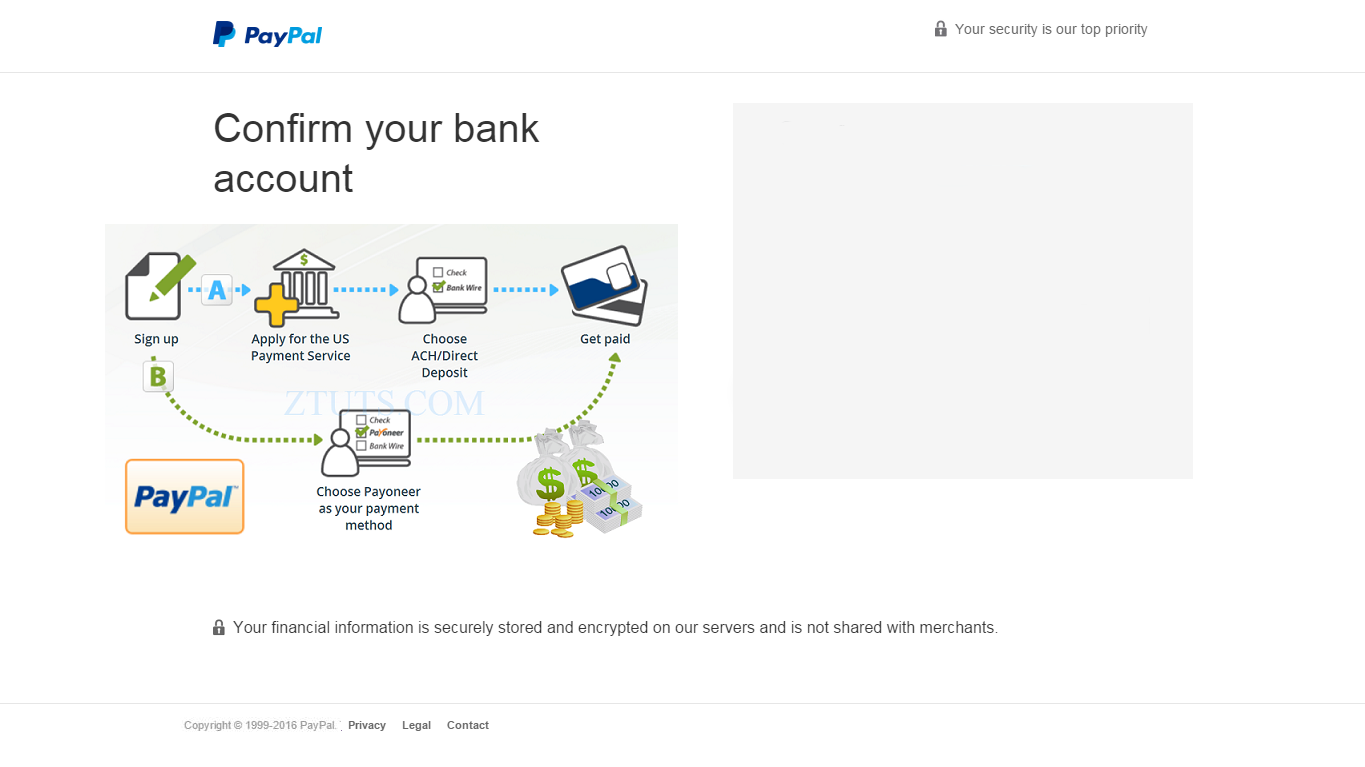 PayPal
Your security is our top priority
Confirm your bank
account
A
$
Check
Bank Wire
Sign up
Apply for the US
Payment Service
Choose
ACH/Direct
Deposit
Get paid
B
ZTUTS.COM
Check
Payoneer
Bank Wire
PayPal™
Choose Payoneer
as your payment
method
$
$
Your financial information is securely stored and encrypted on our servers and is not shared with merchants.
Copyright © 1999-2016 PayPal. Privacy Legal Contact